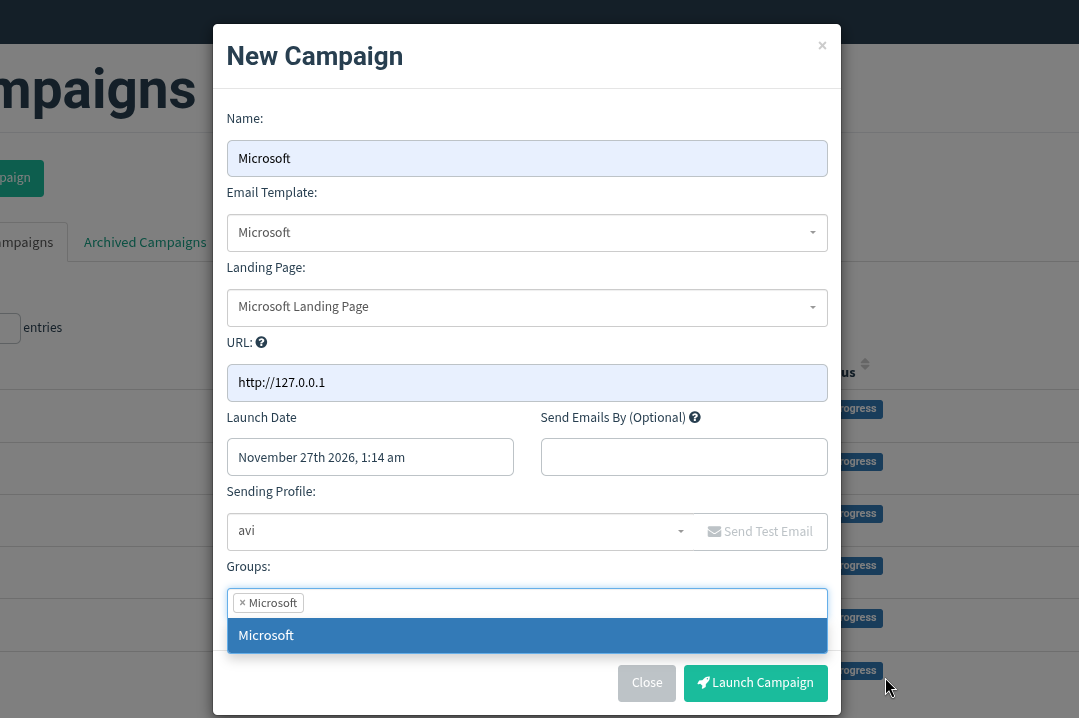 New Campaign
×
mpaigns
Name:
Microsoft
paign
Email Template:
Microsoft
mpaigns
Archived Campaigns
Landing Page:
Microsoft Landing Page
entries
URL:
http://127.0.0.1
us
Launch Date
Send Emails By (Optional)
rogress
November 27th 2026, 1:14 am
rogress
Sending Profile:
rogress
avi
Send Test Email
Groups:
rogress
× Microsoft
rogress
Microsoft
rogress
Close
Launch Campaign